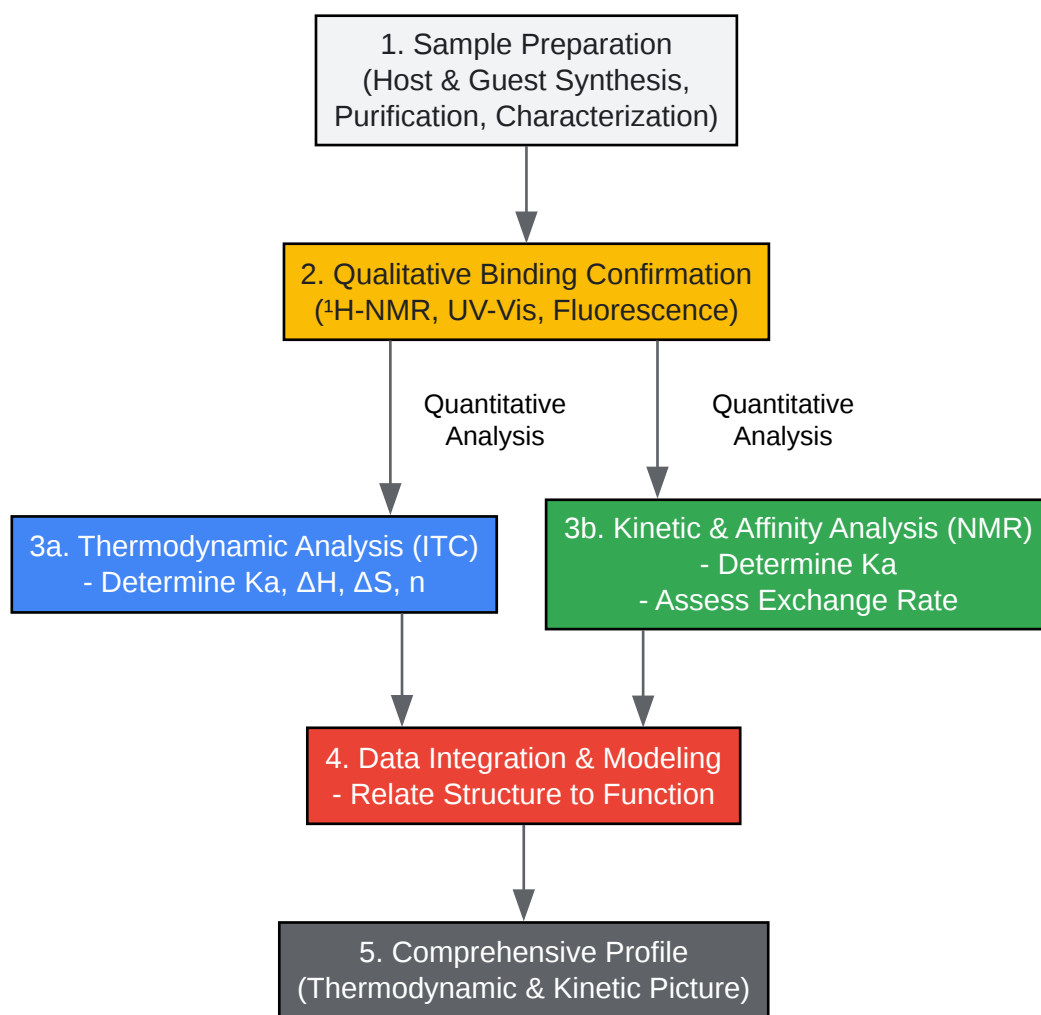 1. Sample Preparation
(Host & Guest Synthesis,
Purification, Characterization)
2. Qualitative Binding Confirmation
(¹H-NMR, UV-Vis, Fluorescence)
Quantitative
Analysis
Quantitative
Analysis
3a. Thermodynamic Analysis (ITC)
- Determine Ka, ΔH, ΔS, n
3b. Kinetic & Affinity Analysis (NMR)
- Determine Ka
- Assess Exchange Rate
4. Data Integration & Modeling
- Relate Structure to Function
5. Comprehensive Profile
(Thermodynamic & Kinetic Picture)